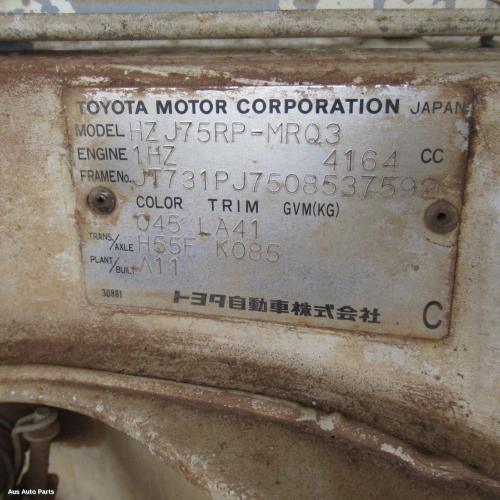 TOYOTA MOTOR CORPORATION JAPAN
MODEL HZJ75RP-MRQ3
ENGINE 1HZ 4164 CC
FRAME No. JT731PJ7508537592
COLOR TRIM GVM(KG)
045 LA41
TRANS./AXLE H55F K085
PLANT/BUILT A11
30881 トヨタ自動車株式会社 C
Aus Auto Parts